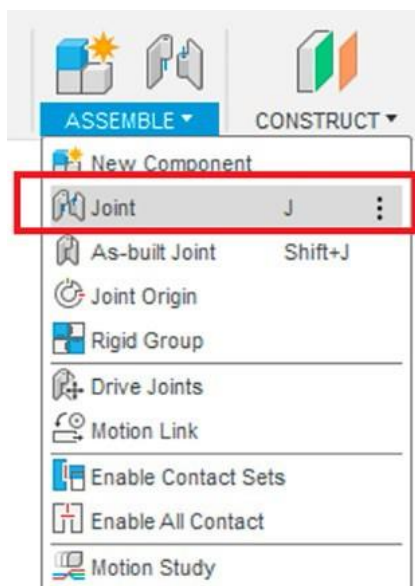 ASSEMBLE CONSTRUCT
New Component
Joint J
As-built Joint Shift+J
Joint Origin
Rigid Group
Drive Joints
Motion Link
Enable Contact Sets
Enable All Contact
Motion Study